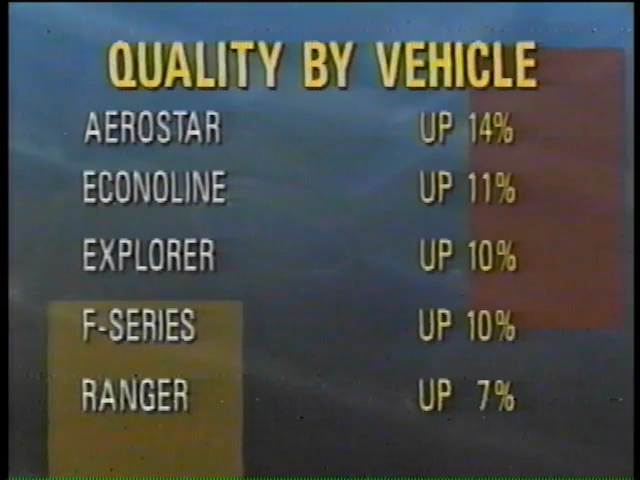 QUALITY BY VEHICLE
AEROSTAR UP 14%
ECONOLINE UP 11%
EXPLORER UP 10%
F-SERIES UP 10%
RANGER UP 7%